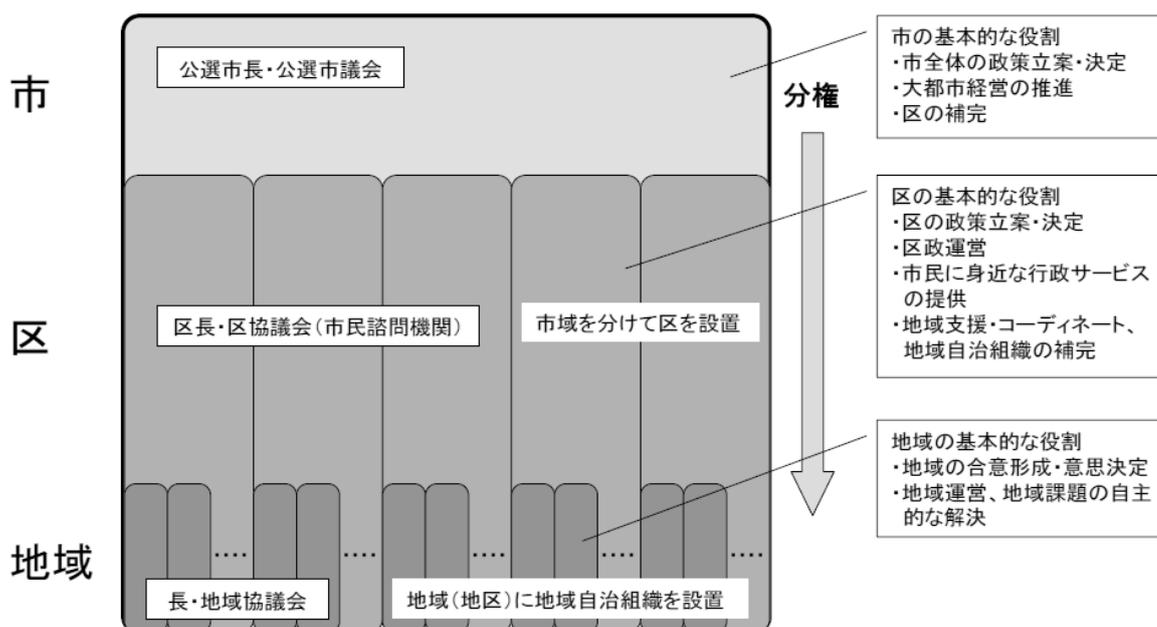 市
公選市長・公選市議会
分権
市の基本的な役割
・市全体の政策立案・決定
・大都市経営の推進
・区の補完
区
区長・区協議会（市民諮問機関）
市域を分けて区を設置
区の基本的な役割
・区の政策立案・決定
・区政運営
・市民に身近な行政サービス
の提供
・地域支援・コーディネート、
地域自治組織の補完
地域
‥‥
‥‥
‥‥
‥‥
‥‥
長・地域協議会
地域（地区）に地域自治組織を設置
地域の基本的な役割
・地域の合意形成・意思決定
・地域運営、地域課題の自主
的な解決